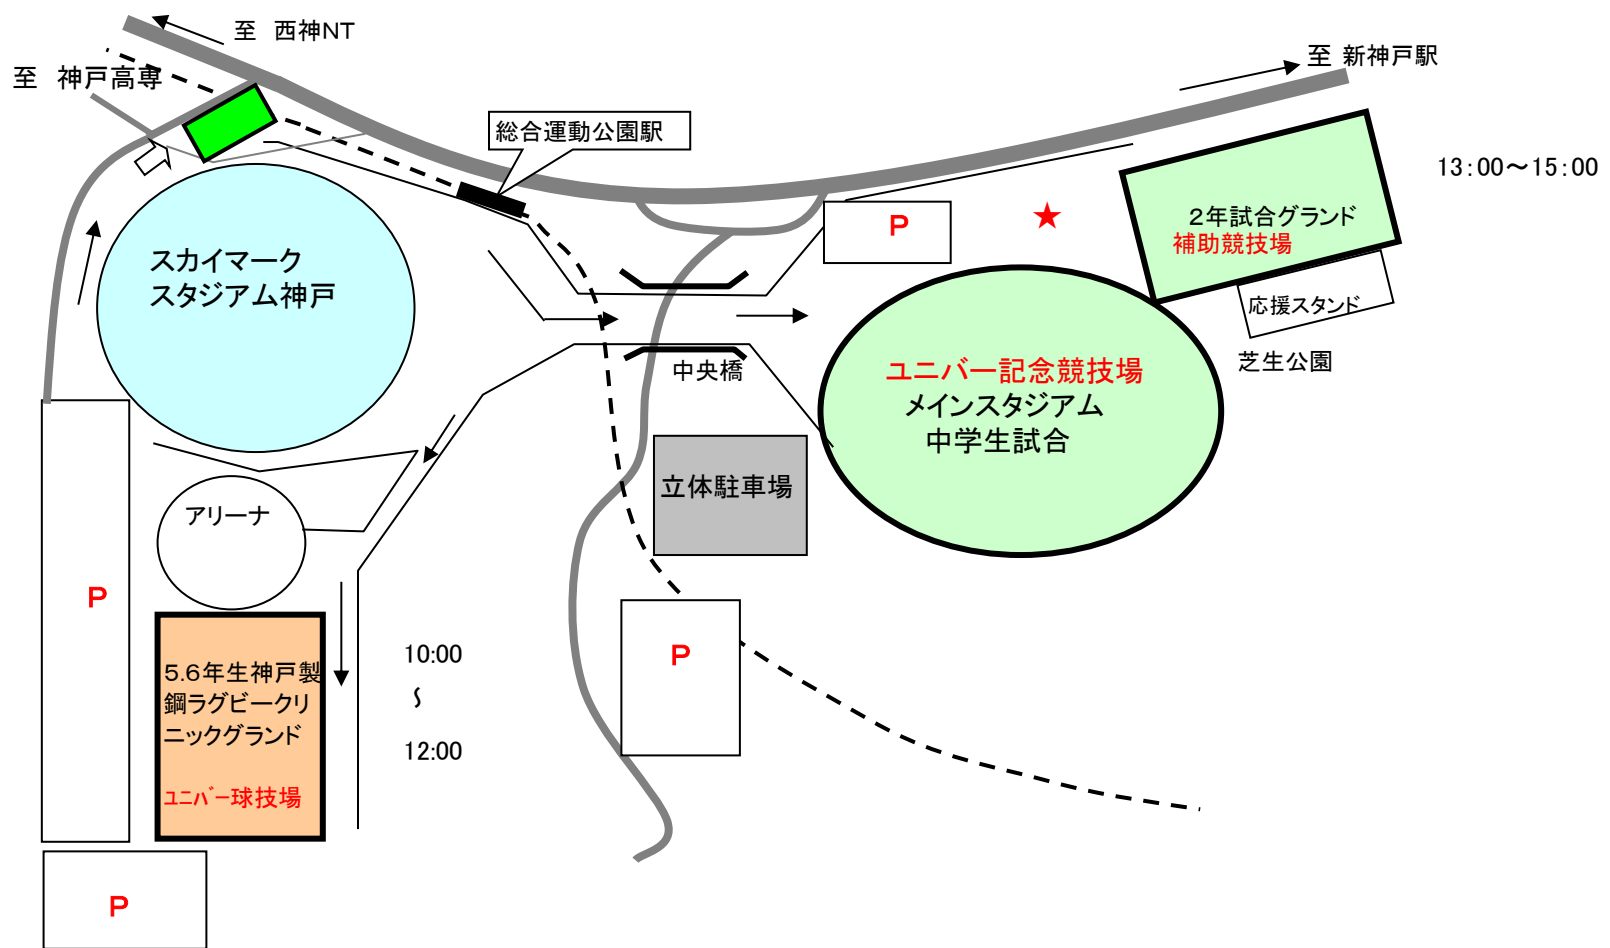 至　西神NT
至　神戸高専
至 新神戸駅
総合運動公園駅
13：00～15：00
P
★
２年試合グランド
補助競技場
応援スタンド
芝生公園
スカイマーク
スタジアム神戸
中央橋
ユニバー記念競技場
メインスタジアム
中学生試合
立体駐車場
アリーナ
P
P
10:00
～
12:00
5.6年生神戸製
鋼ラグビークリ
ニックグランド
ﾕﾆﾊﾞｰ球技場
P